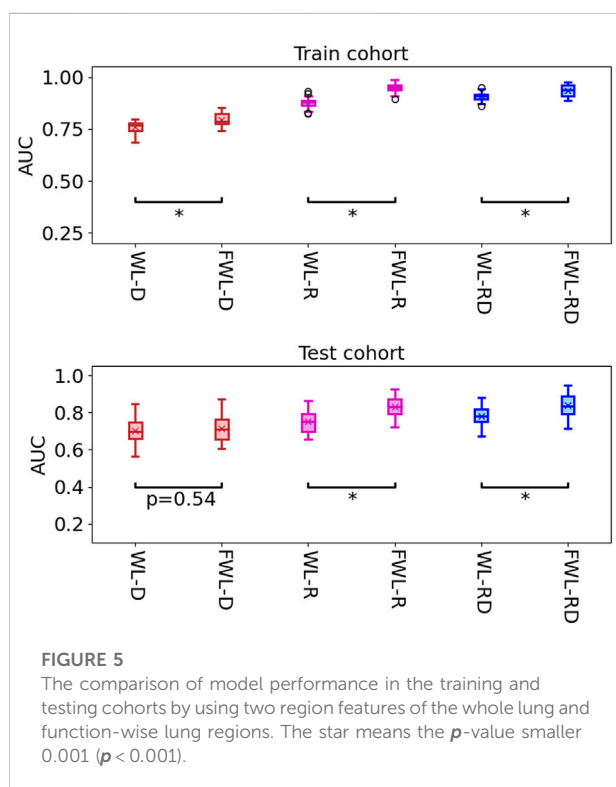 Train cohort
AUC
1.00
0.75
0.50
0.25
*
*
*
WL-D
FWL-D
WL-R
FWL-R
WL-RD
FWL-RD
Test cohort
AUC
1.0
0.8
0.6
0.4
0.2
p=0.54
*
*
WL-D
FWL-D
WL-R
FWL-R
WL-RD
FWL-RD
FIGURE 5
The comparison of model performance in the training and
testing cohorts by using two region features of the whole lung and
function-wise lung regions. The star means the p-value smaller
0.001 (p < 0.001).